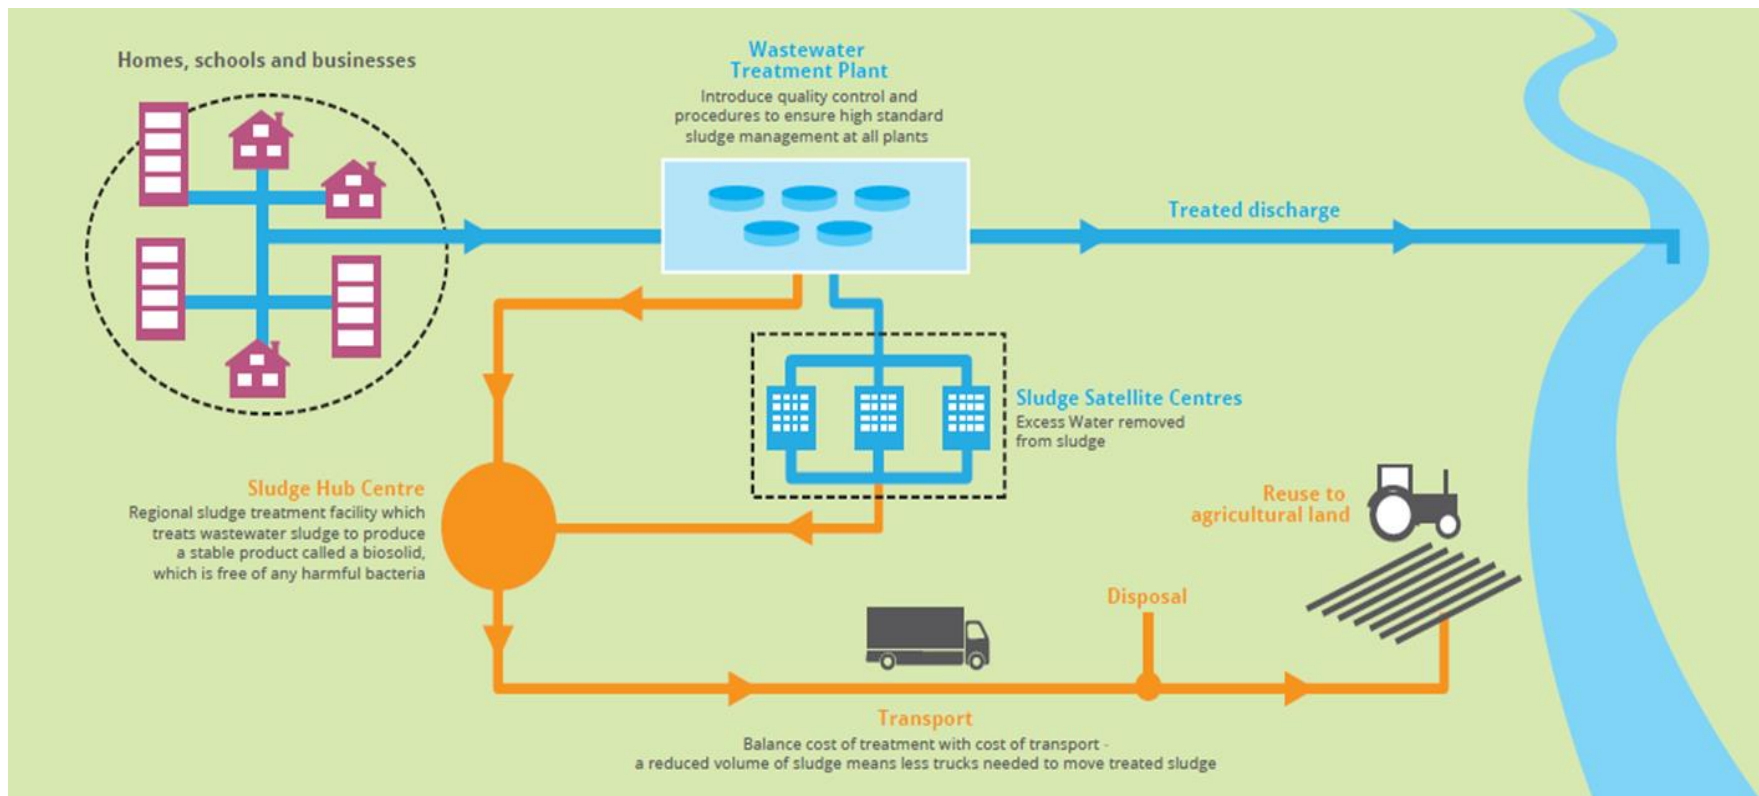 Homes, schools and businesses
Wastewater
Treatment Plant
Introduce quality control and
procedures to ensure high standard
sludge management at all plants
Treated discharge
Sludge Satellite Centres
Excess Water removed
from sludge
Sludge Hub Centre
Regional sludge treatment facility which
treats wastewater sludge to produce
a stable product called a biosolid,
which is free of any harmful bacteria
Reuse to
agricultural land
Disposal
Transport
Balance cost of treatment with cost of transport -
a reduced volume of sludge means less trucks needed to move treated sludge